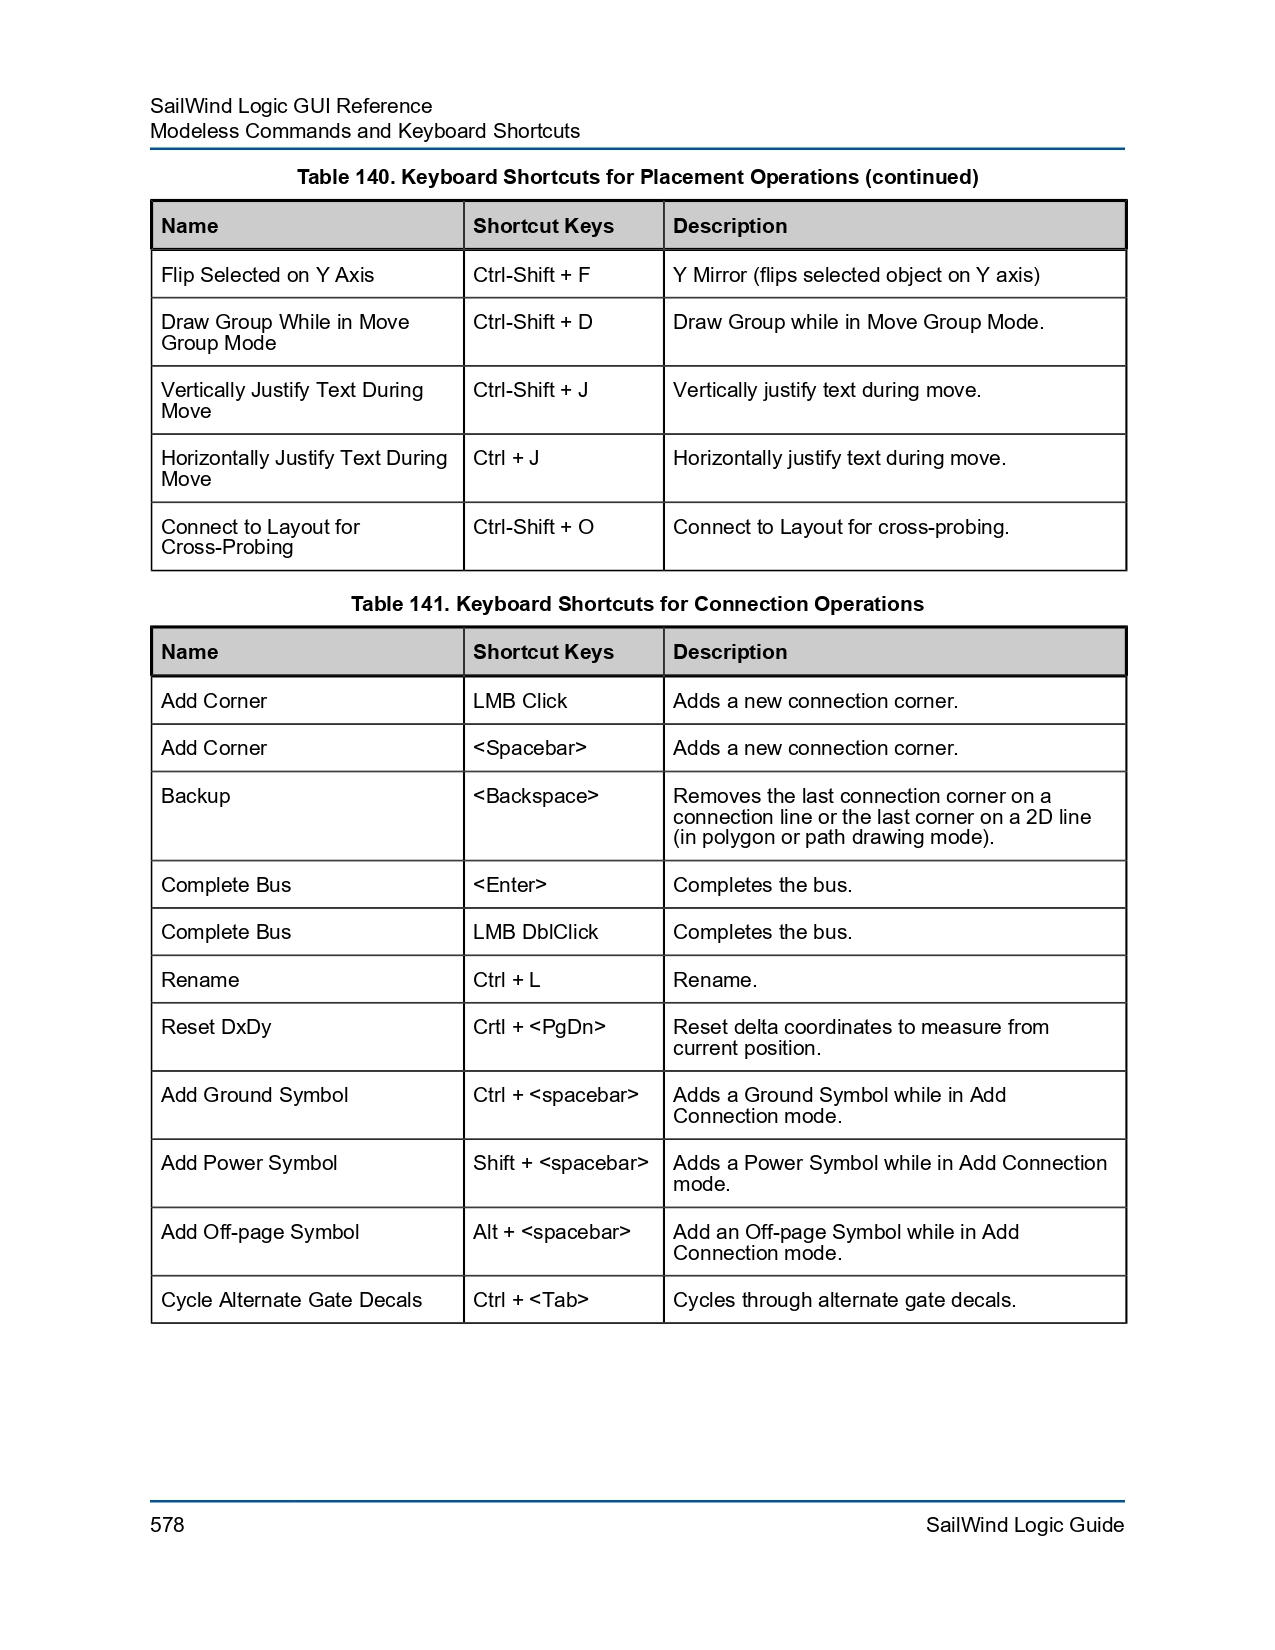 SailWind Logic GUI Reference
Modeless Commands and Keyboard Shortcuts
Table 140. Keyboard Shortcuts for Placement Operations (continued)
Name Shortcut Keys Description
Flip Selected on Y Axis Ctrl-Shift + F Y Mirror (flips selected object on Y axis)
Draw Group While in Move Ctrl-Shift + D Draw Group while in Move Group Mode.
Group Mode
Vertically Justify Text During Ctrl-Shift + J Vertically justify text during move.
Move
Horizontally Justify Text During Ctrl + J Horizontally justify text during move.
Move
Connect to Layout for Ctrl-Shift + O Connect to Layout for cross-probing.
Cross-Probing
Table 141. Keyboard Shortcuts for Connection Operations
Name Shortcut Keys Description
Add Corner LMB Click Adds a new connection corner.
Add Corner <Spacebar> Adds a new connection corner.
Backup <Backspace> Removes the last connection corner on a
connection line or the last corner on a 2D line
(in polygon or path drawing mode).
Complete Bus <Enter> Completes the bus.
Complete Bus LMB DblClick Completes the bus.
Rename Ctrl + L Rename.
Reset DxDy Crtl + <PgDn> Reset delta coordinates to measure from
current position.
Add Ground Symbol Ctrl + <spacebar> Adds a Ground Symbol while in Add
Connection mode.
Add Power Symbol Shift + <spacebar> Adds a Power Symbol while in Add Connection
mode.
Add Off-page Symbol Alt + <spacebar> Add an Off-page Symbol while in Add
Connection mode.
Cycle Alternate Gate Decals Ctrl + <Tab> Cycles through alternate gate decals.
578 SailWind Logic Guide